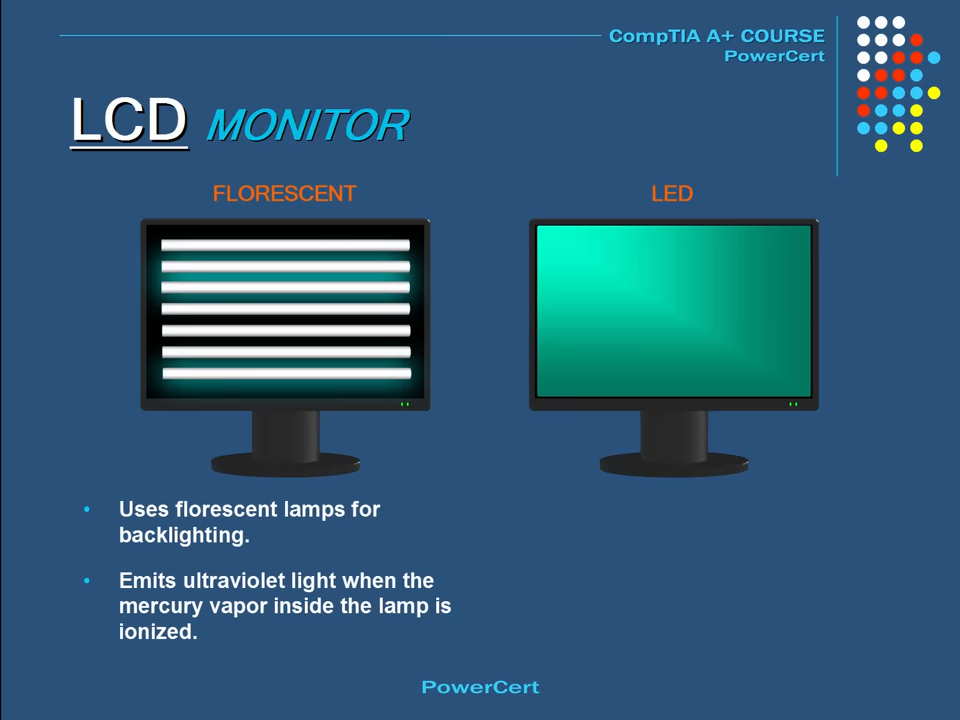 CompTIA A+ COURSE
PowerCert
LCD MONITOR
FLORESCENT
LED
Uses florescent lamps for
backlighting.
Emits ultraviolet light when the
mercury vapor inside the lamp is
ionized.
PowerCert